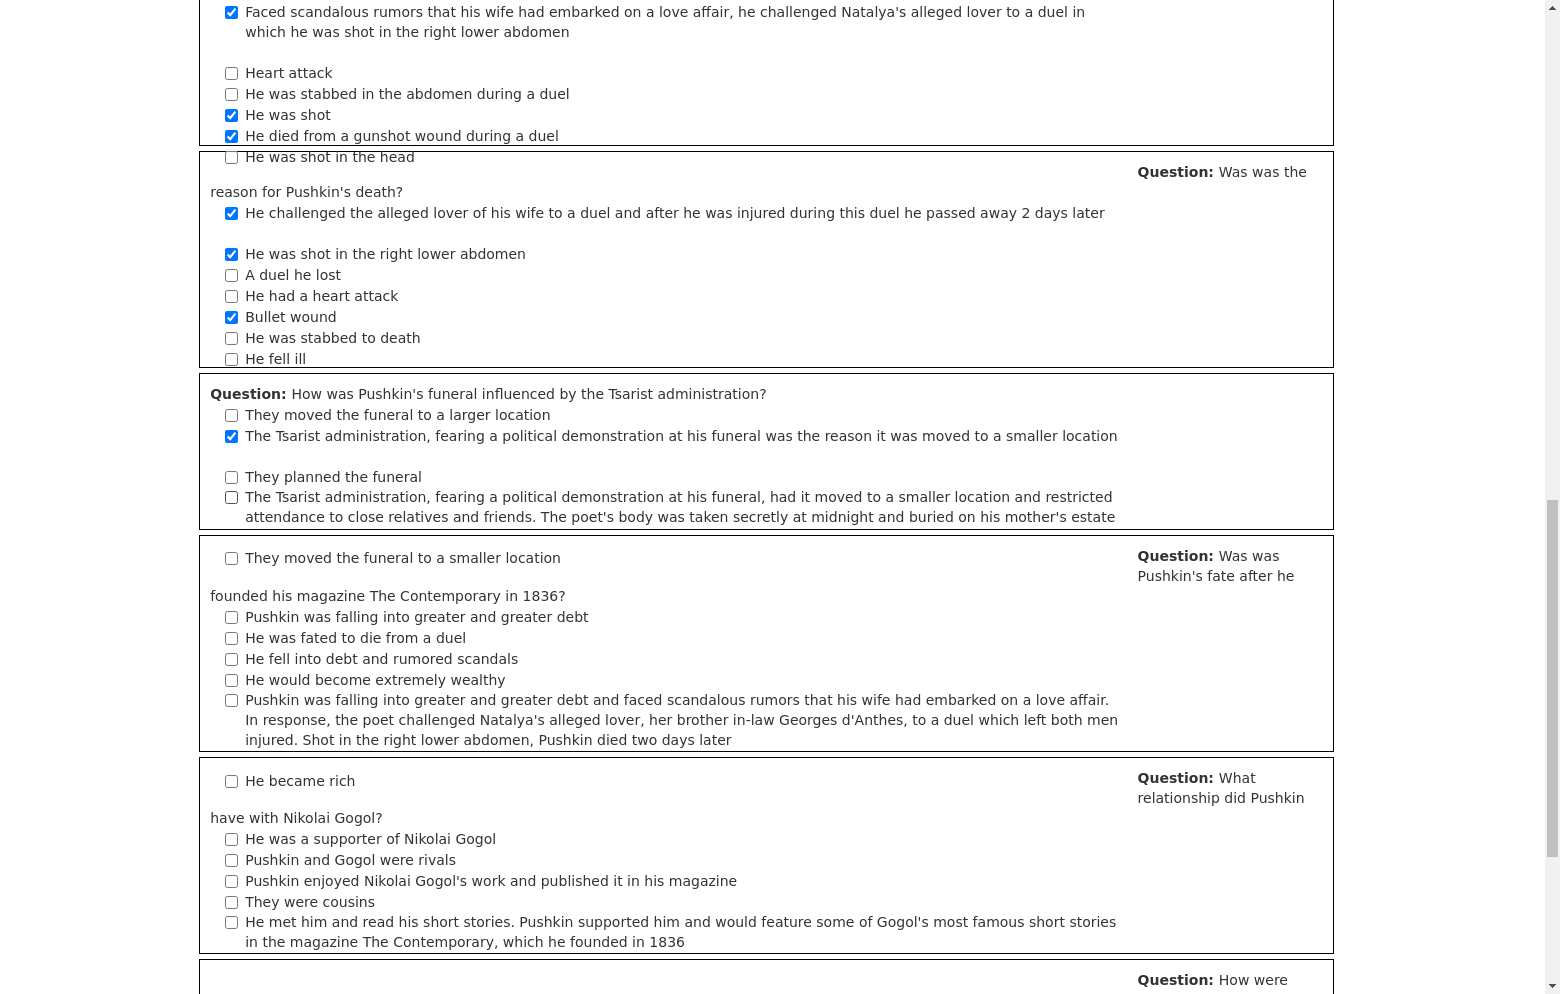 Faced scandalous rumors that his wife had embarked on a love affair, he challenged Natalya's alleged lover to a duel in
which he was shot in the right lower abdomen
Heart attack
He was stabbed in the abdomen during a duel
He was shot
He died from a gunshot wound during a duel
He was shot in the head
Question: Was was the
reason for Pushkin's death?
He challenged the alleged lover of his wife to a duel and after he was injured during this duel he passed away 2 days later
He was shot in the right lower abdomen
A duel he lost
He had a heart attack
Bullet wound
He was stabbed to death
He fell ill
Question: How was Pushkin's funeral influenced by the Tsarist administration?
They moved the funeral to a larger location
The Tsarist administration, fearing a political demonstration at his funeral was the reason it was moved to a smaller location
They planned the funeral
The Tsarist administration, fearing a political demonstration at his funeral, had it moved to a smaller location and restricted
attendance to close relatives and friends. The poet's body was taken secretly at midnight and buried on his mother's estate
They moved the funeral to a smaller location
Question: Was was
Pushkin's fate after he
founded his magazine The Contemporary in 1836?
Pushkin was falling into greater and greater debt
He was fated to die from a duel
He fell into debt and rumored scandals
He would become extremely wealthy
Pushkin was falling into greater and greater debt and faced scandalous rumors that his wife had embarked on a love affair.
In response, the poet challenged Natalya's alleged lover, her brother in-law Georges d'Anthes, to a duel which left both men
injured. Shot in the right lower abdomen, Pushkin died two days later
He became rich
Question: What
relationship did Pushkin
have with Nikolai Gogol?
He was a supporter of Nikolai Gogol
Pushkin and Gogol were rivals
Pushkin enjoyed Nikolai Gogol's work and published it in his magazine
They were cousins
He met him and read his short stories. Pushkin supported him and would feature some of Gogol's most famous short stories
in the magazine The Contemporary, which he founded in 1836
Question: How were